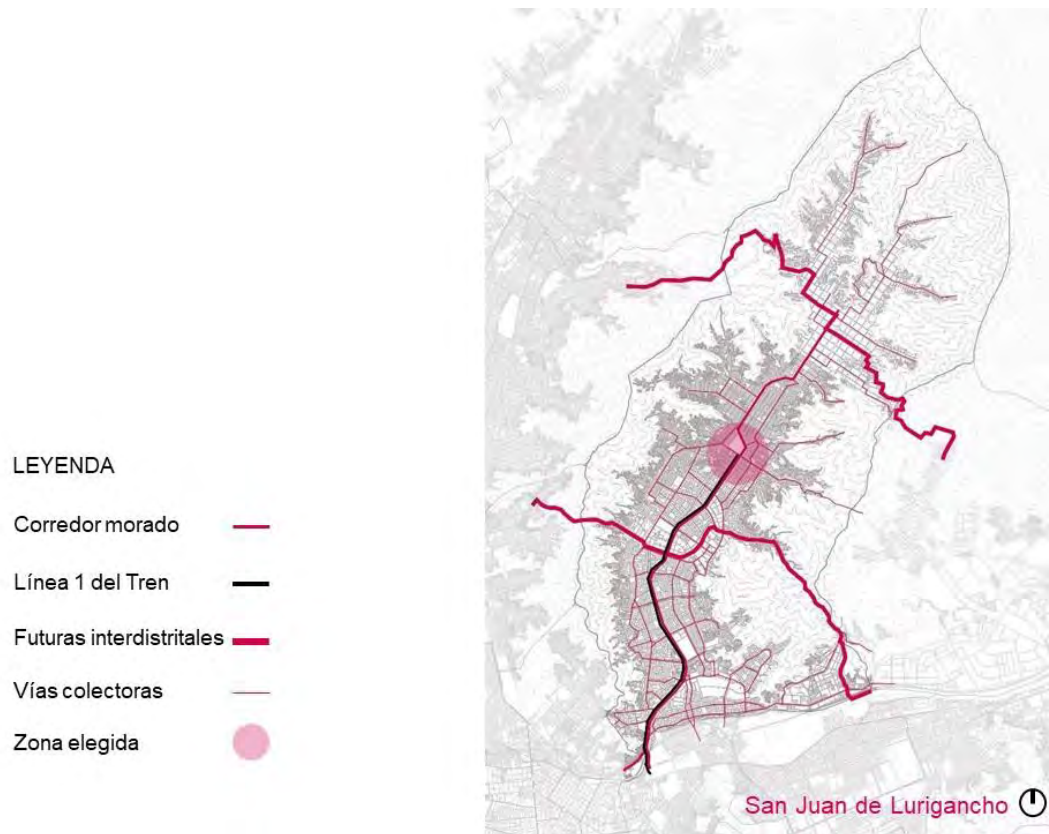 LEYENDA
Corredor morado
Línea 1 del Tren
Futuras interdistritales
Vías colectoras
Zona elegida
San Juan de Lurigancho